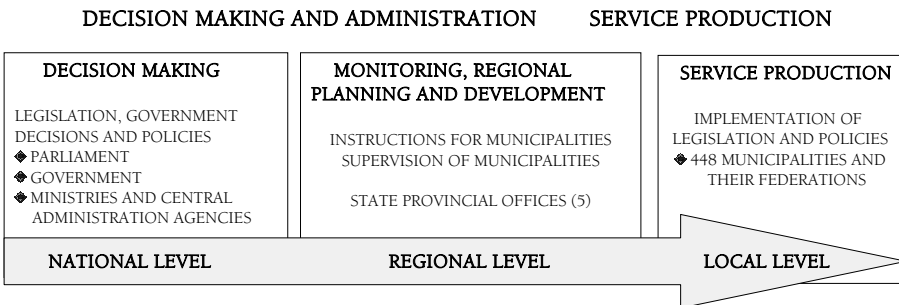 DECISION MAKING AND ADMINISTRATION SERVICE PRODUCTION
DECISION MAKING
LEGISLATION, GOVERNMENT
DECISIONS AND POLICIES
◆ PARLIAMENT
◆ GOVERNMENT
◆ MINISTRIES AND CENTRAL
ADMINISTRATION AGENCIES
MONITORING, REGIONAL
PLANNING AND DEVELOPMENT
INSTRUCTIONS FOR MUNICIPALITIES
SUPERVISION OF MUNICIPALITIES
STATE PROVINCIAL OFFICES (5)
SERVICE PRODUCTION
IMPLEMENTATION OF
LEGISLATION AND POLICIES
◆ 448 MUNICIPALITIES AND
THEIR FEDERATIONS
NATIONAL LEVEL REGIONAL LEVEL LOCAL LEVEL